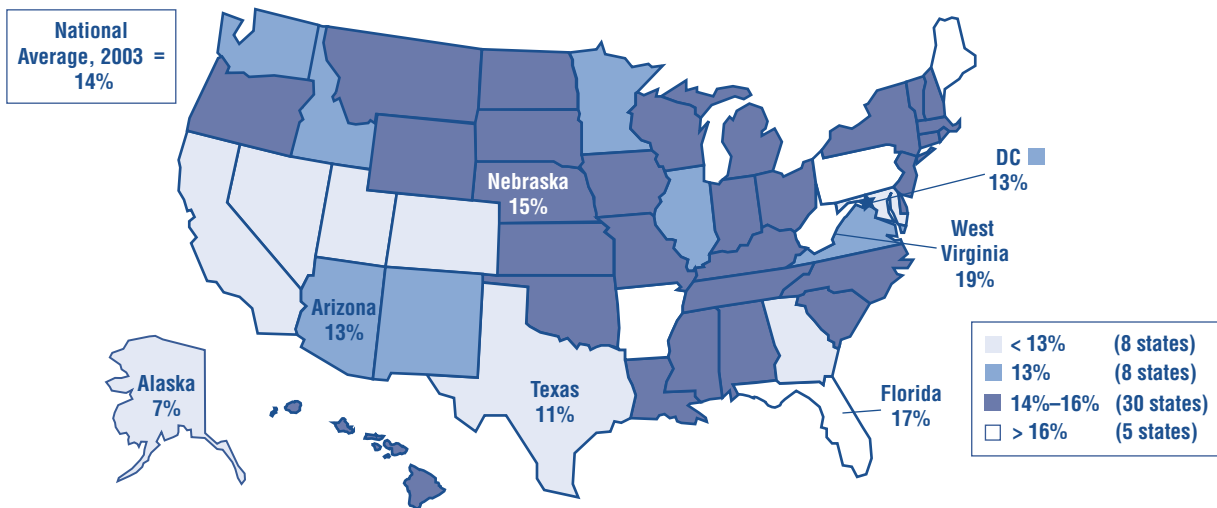 National
Average, 2003 =
14%
Nebraska
15%
DC
13%
West
Virginia
19%
Arizona
13%
Alaska
7%
Texas
11%
Florida
17%
< 13% (8 states)
13% (8 states)
14%–16% (30 states)
> 16% (5 states)